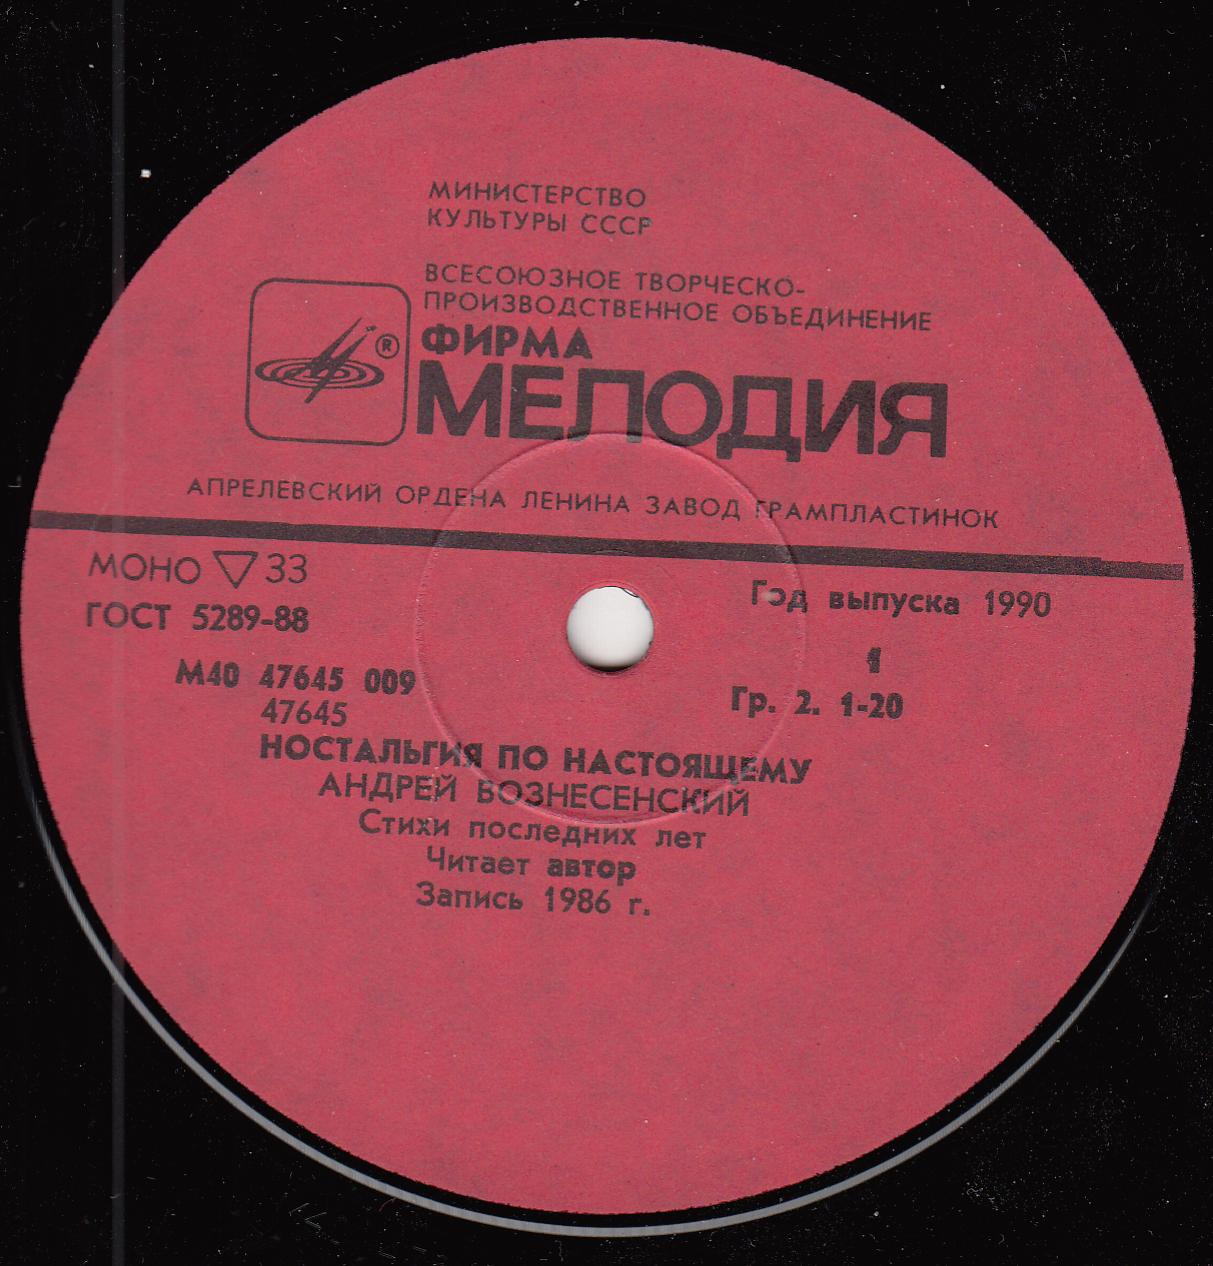 МИНИСТЕРСТВО
КУЛЬТУРЫ СССР
ВСЕСОЮЗНОЕ ТВОРЧЕСКО-
ПРОИЗВОДСТВЕННОЕ ОБЪЕДИНЕНИЕ
ФИРМА
МЕЛОДИЯ
®
АПРЕЛЕВСКИЙ ОРДЕНА ЛЕНИНА ЗАВОД ГРАМПЛАСТИНОК
МОНО ▽ 33
ГОСТ 5289-88
Год выпуска 1990
М40 47645 009
47645
1
Гр. 2. 1-20
НОСТАЛЬГИЯ ПО НАСТОЯЩЕМУ
АНДРЕЙ ВОЗНЕСЕНСКИЙ
Стихи последних лет
Читает автор
Запись 1986 г.